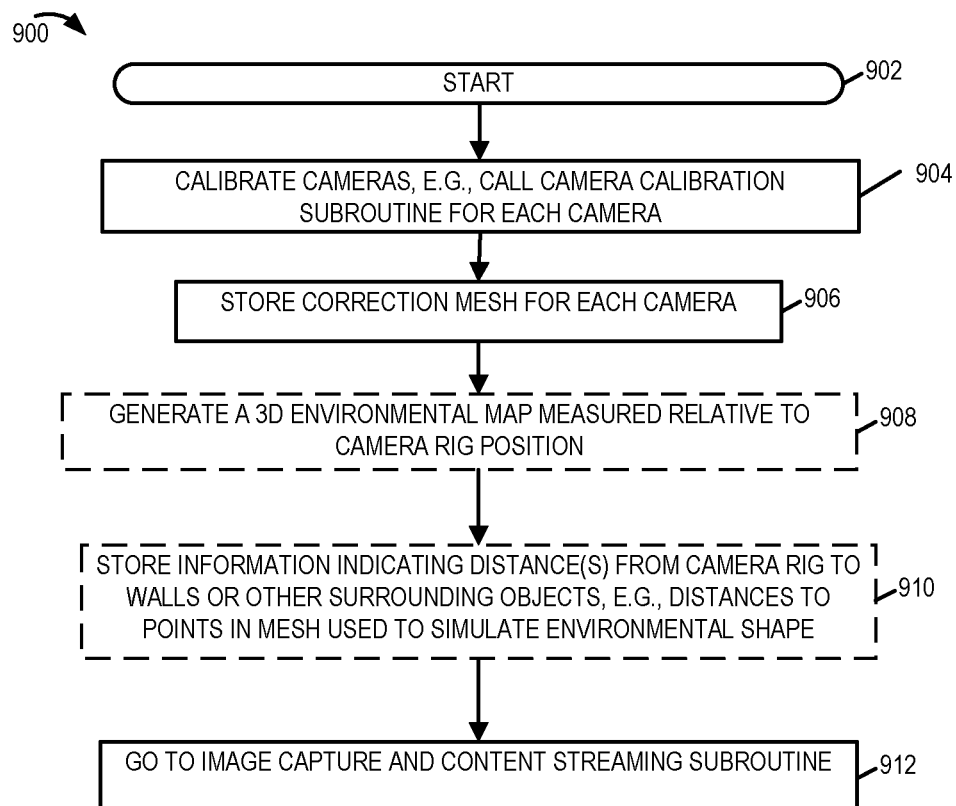 900
START
902
CALIBRATE CAMERAS, E.G., CALL CAMERA CALIBRATION
SUBROUTINE FOR EACH CAMERA
904
STORE CORRECTION MESH FOR EACH CAMERA
906
GENERATE A 3D ENVIRONMENTAL MAP MEASURED RELATIVE TO
CAMERA RIG POSITION
908
STORE INFORMATION INDICATING DISTANCE(S) FROM CAMERA RIG TO
WALLS OR OTHER SURROUNDING OBJECTS, E.G., DISTANCES TO
POINTS IN MESH USED TO SIMULATE ENVIRONMENTAL SHAPE
910
GO TO IMAGE CAPTURE AND CONTENT STREAMING SUBROUTINE
912